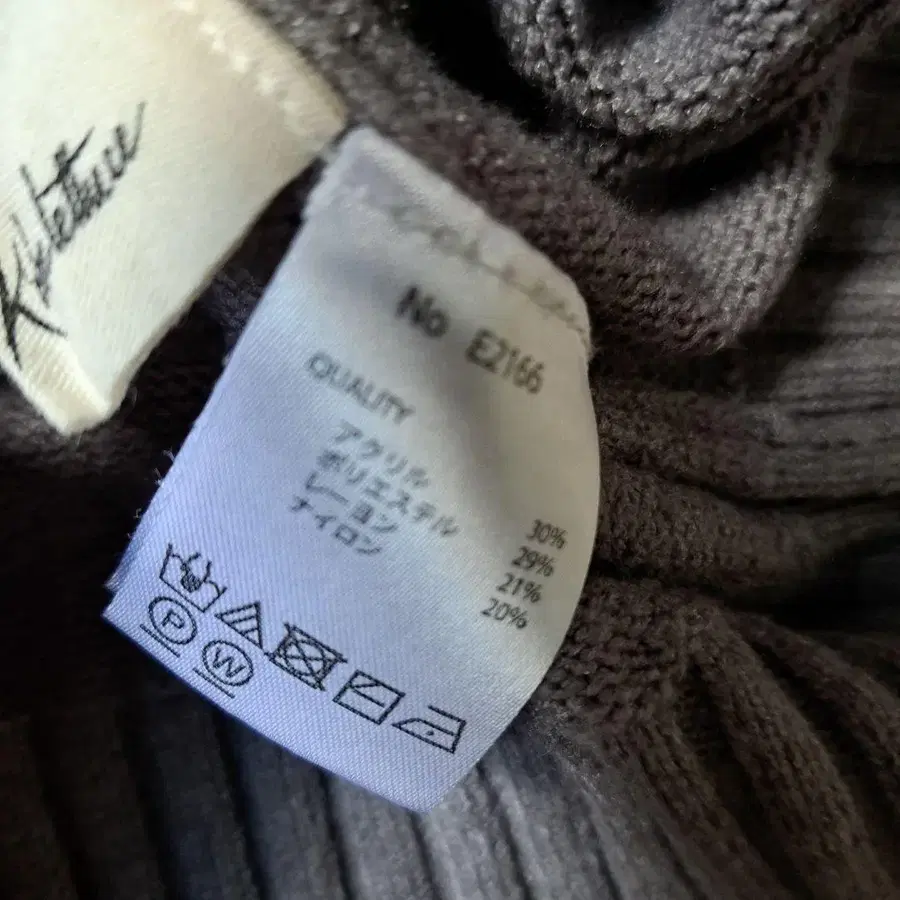 No E2166
QUALITY
アクリル 30%
ポリエステル 29%
レーヨン 21%
ナイロン 20%
P
W